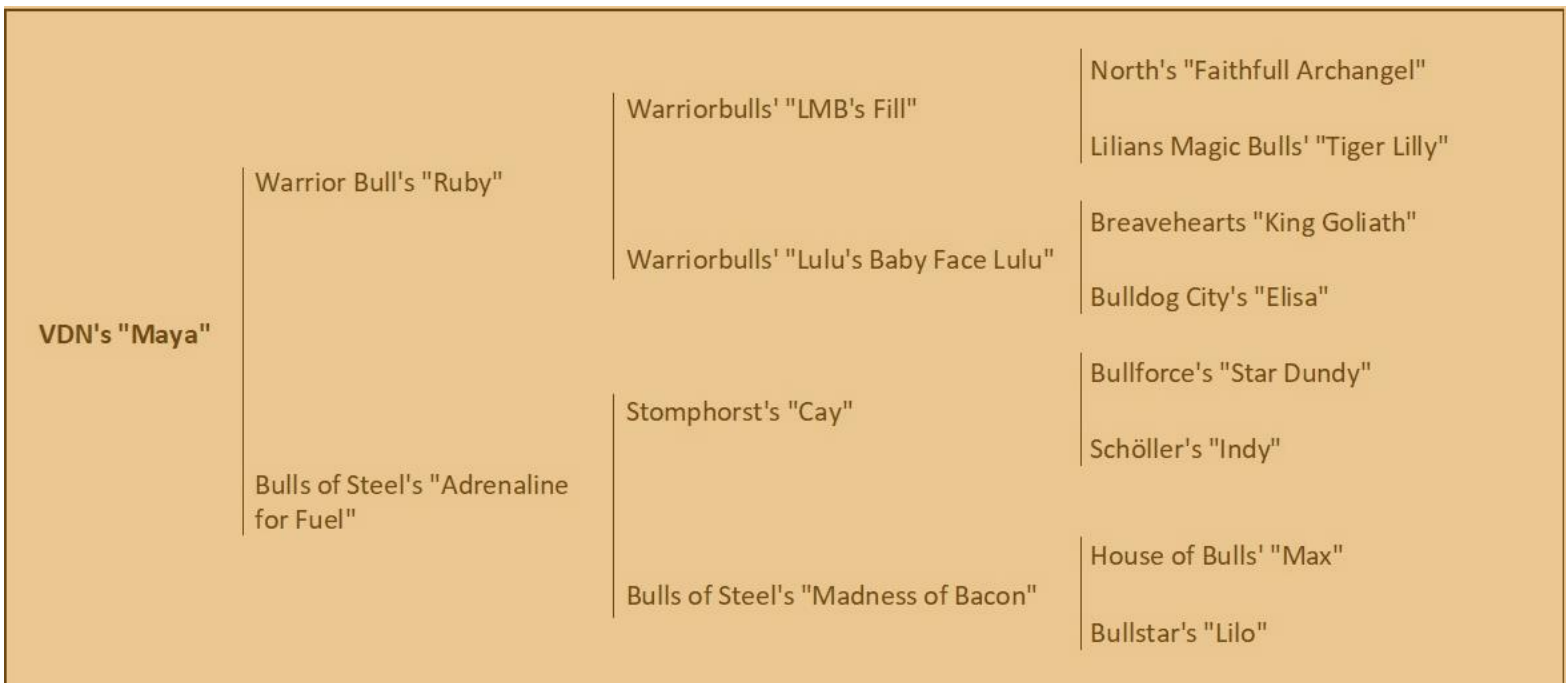 North's "Faithfull Archangel"
Warriorbulls' "LMB's Fill"
Lilians Magic Bulls' "Tiger Lilly"
Warrior Bull's "Ruby"
Breavehearts "King Goliath"
Warriorbulls' "Lulu's Baby Face Lulu"
Bulldog City's "Elisa"
VDN's "Maya"
Bullforce's "Star Dundy"
Stomphorst's "Cay"
Schöller's "Indy"
Bulls of Steel's "Adrenaline
for Fuel"
House of Bulls' "Max"
Bulls of Steel's "Madness of Bacon"
Bullstar's "Lilo"